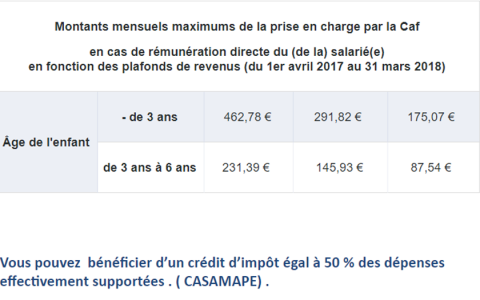 Montants mensuels maximums de la prise en charge par la Caf
en cas de rémunération directe du (de la) salarié(e)
en fonction des plafonds de revenus (du 1er avril 2017 au 31 mars 2018)
Âge de l'enfant
- de 3 ans 462,78 € 291,82 € 175,07 €
de 3 ans à 6 ans 231,39 € 145,93 € 87,54 €
Vous pouvez bénéficier d’un crédit d’impôt égal à 50 % des dépenses
effectivement supportées . ( CASAMAPE) .